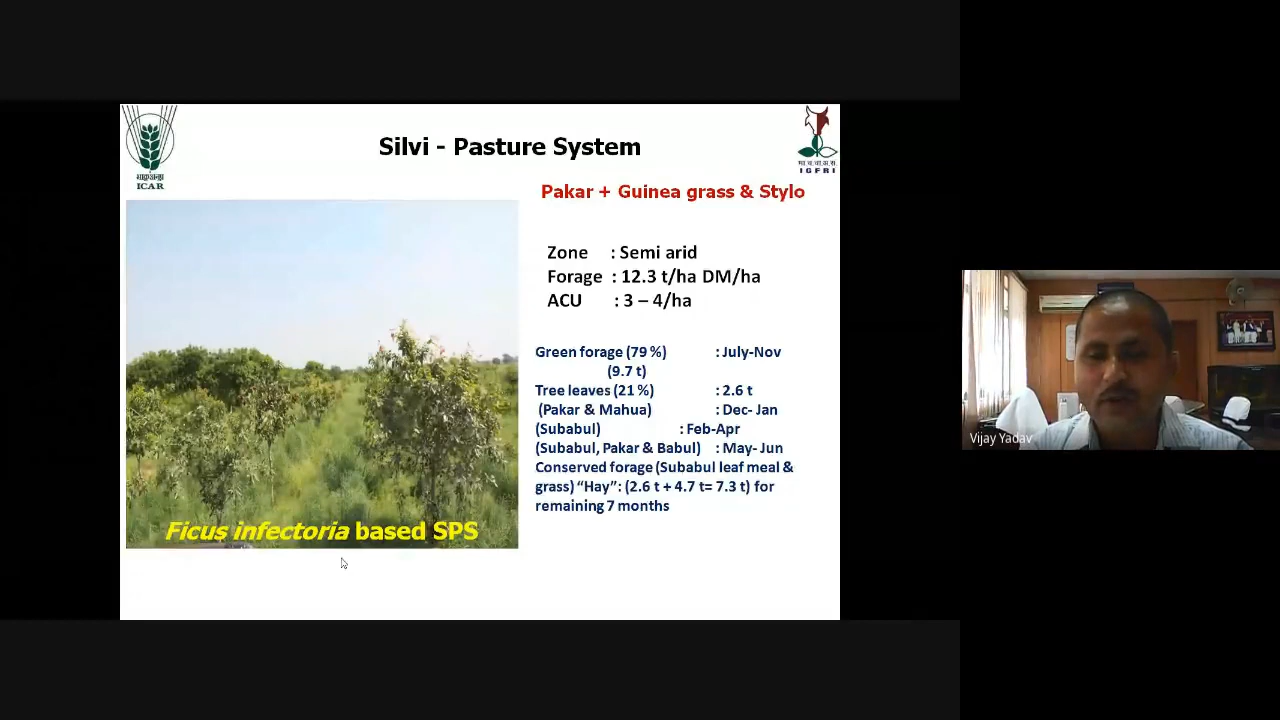 Silvi - Pasture System
ICAR
IGFRI
Pakar + Guinea grass & Stylo
Zone : Semi arid
Forage : 12.3 t/ha DM/ha
ACU : 3 – 4/ha
Green forage (79 %) : July-Nov
(9.7 t)
Tree leaves (21 %) : 2.6 t
(Pakar & Mahua) : Dec- Jan
(Subabul) : Feb-Apr
(Subabul, Pakar & Babul) : May- Jun
Conserved forage (Subabul leaf meal &
grass) “Hay”: (2.6 t + 4.7 t= 7.3 t) for
remaining 7 months
Ficus infectoria based SPS
Vijay Yadav